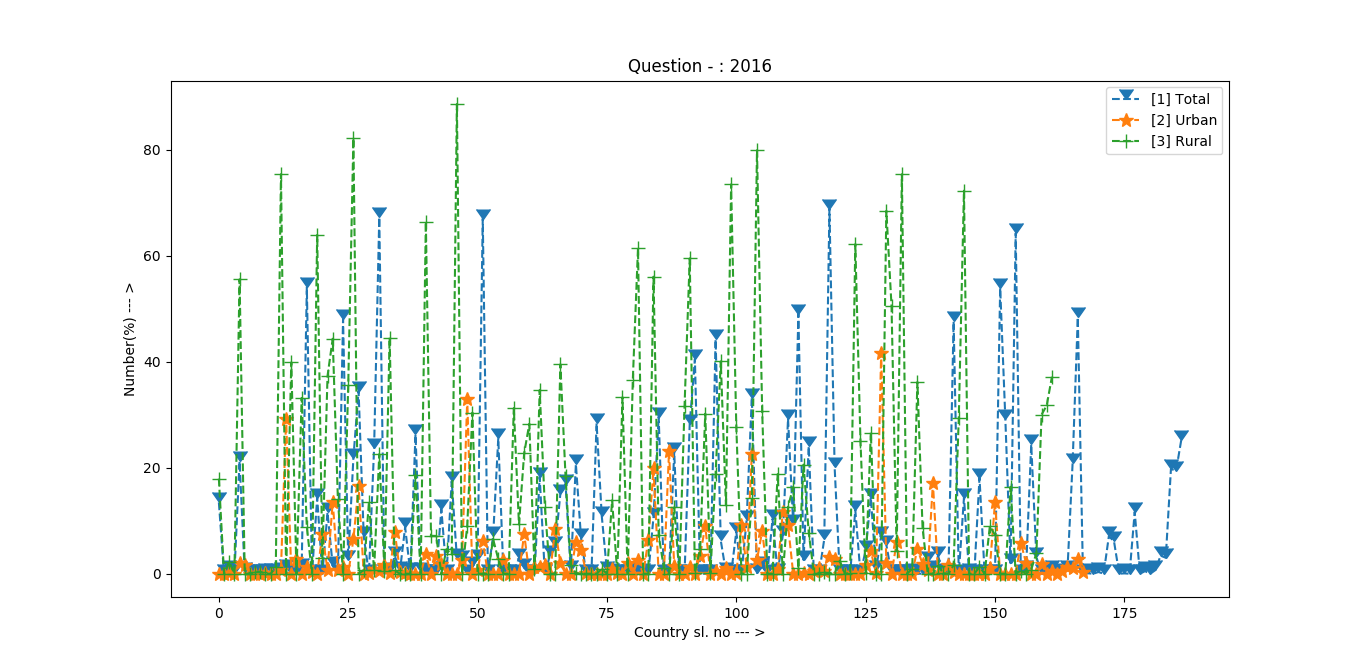 Question - : 2016
[1] Total
[2] Urban
[3] Rural
Number(%) --- >
80
60
40
20
0
0 25 50 75 100 125 150 175
Country sl. no --- >